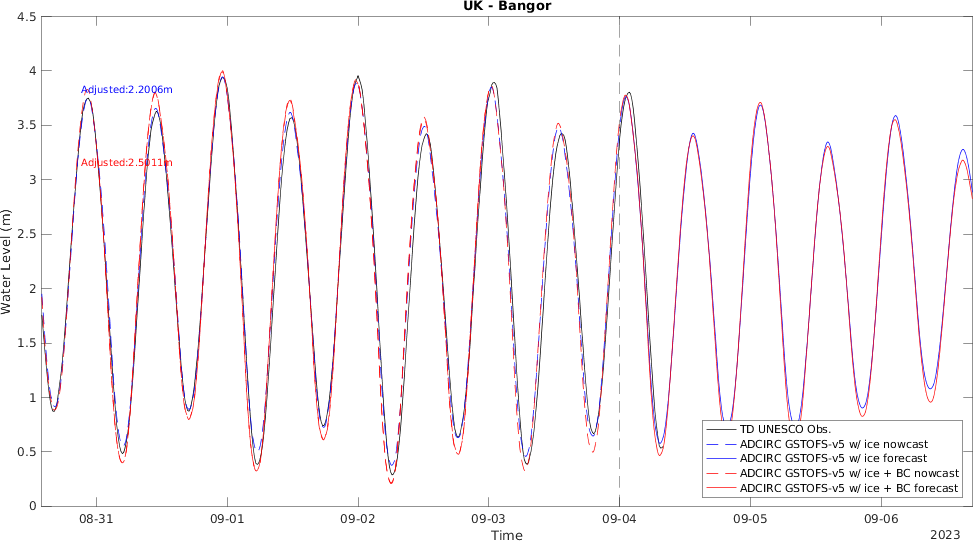 UK - Bangor
4.5
4
3.5
3
2.5
2
1.5
1
0.5
0
Water Level (m)
Adjusted:2.2006m
Adjusted:2.5011m
TD UNESCO Obs.
ADCIRC GSTOFS-v5 w/ ice nowcast
ADCIRC GSTOFS-v5 w/ ice forecast
ADCIRC GSTOFS-v5 w/ ice + BC nowcast
ADCIRC GSTOFS-v5 w/ ice + BC forecast
08-31 09-01 09-02 09-03 09-04 09-05 09-06
Time
2023